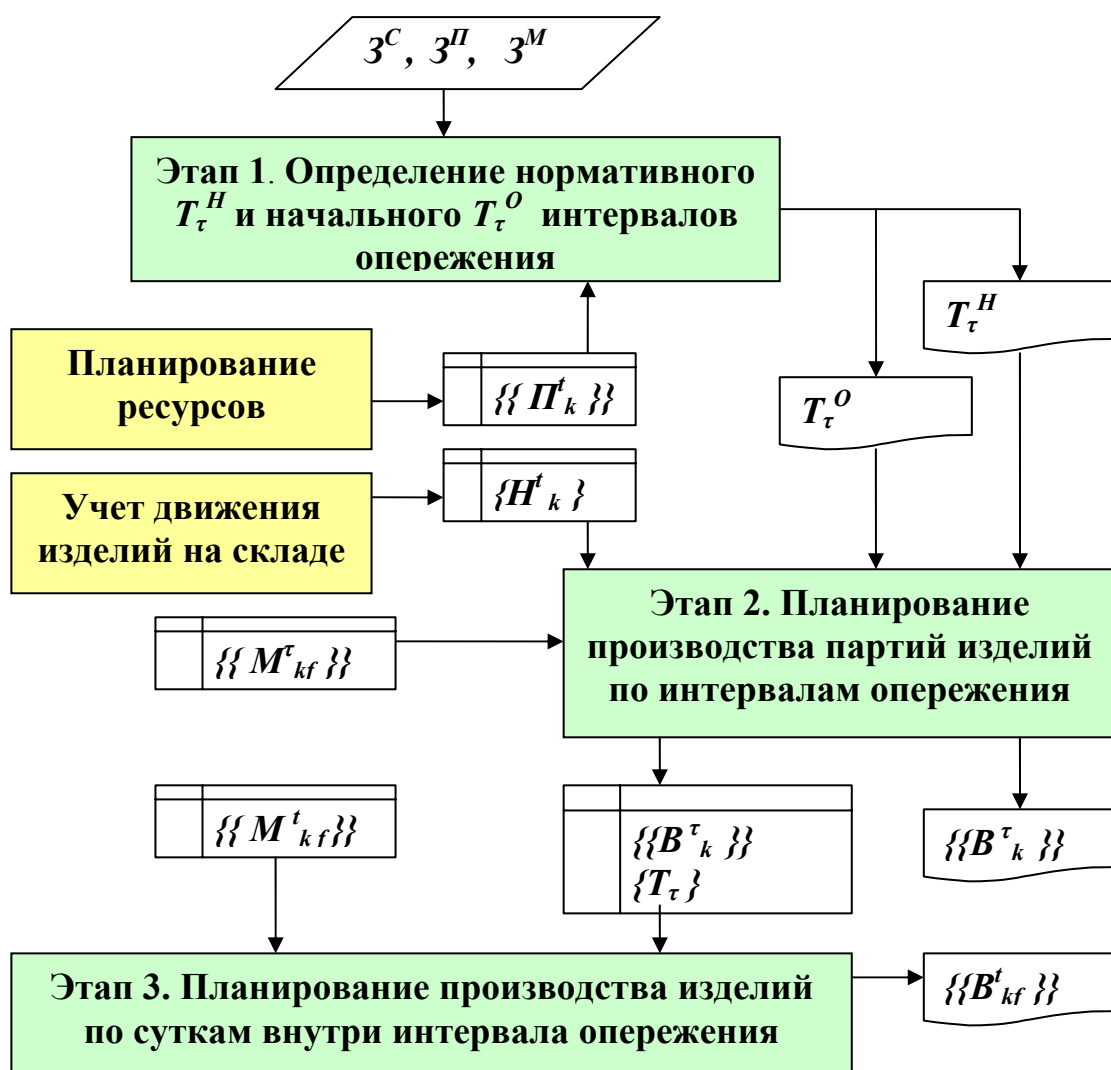 З^С, З^П, З^М
Этап 1. Определение нормативного
T_τ^H и начального T_τ^O интервалов
опережения
T_τ^H
Планирование
ресурсов
{{ П^t_k }}
T_τ^O
Учет движения
изделий на складе
{H^t_k }
Этап 2. Планирование
производства партий изделий
по интервалам опережения
{{ M^τ_kf }}
{{ M^t_kf}}
{{B^τ_k }}
{T_τ }
{{B^τ_k }}
Этап 3. Планирование производства изделий
по суткам внутри интервала опережения
{{B^t_kf }}